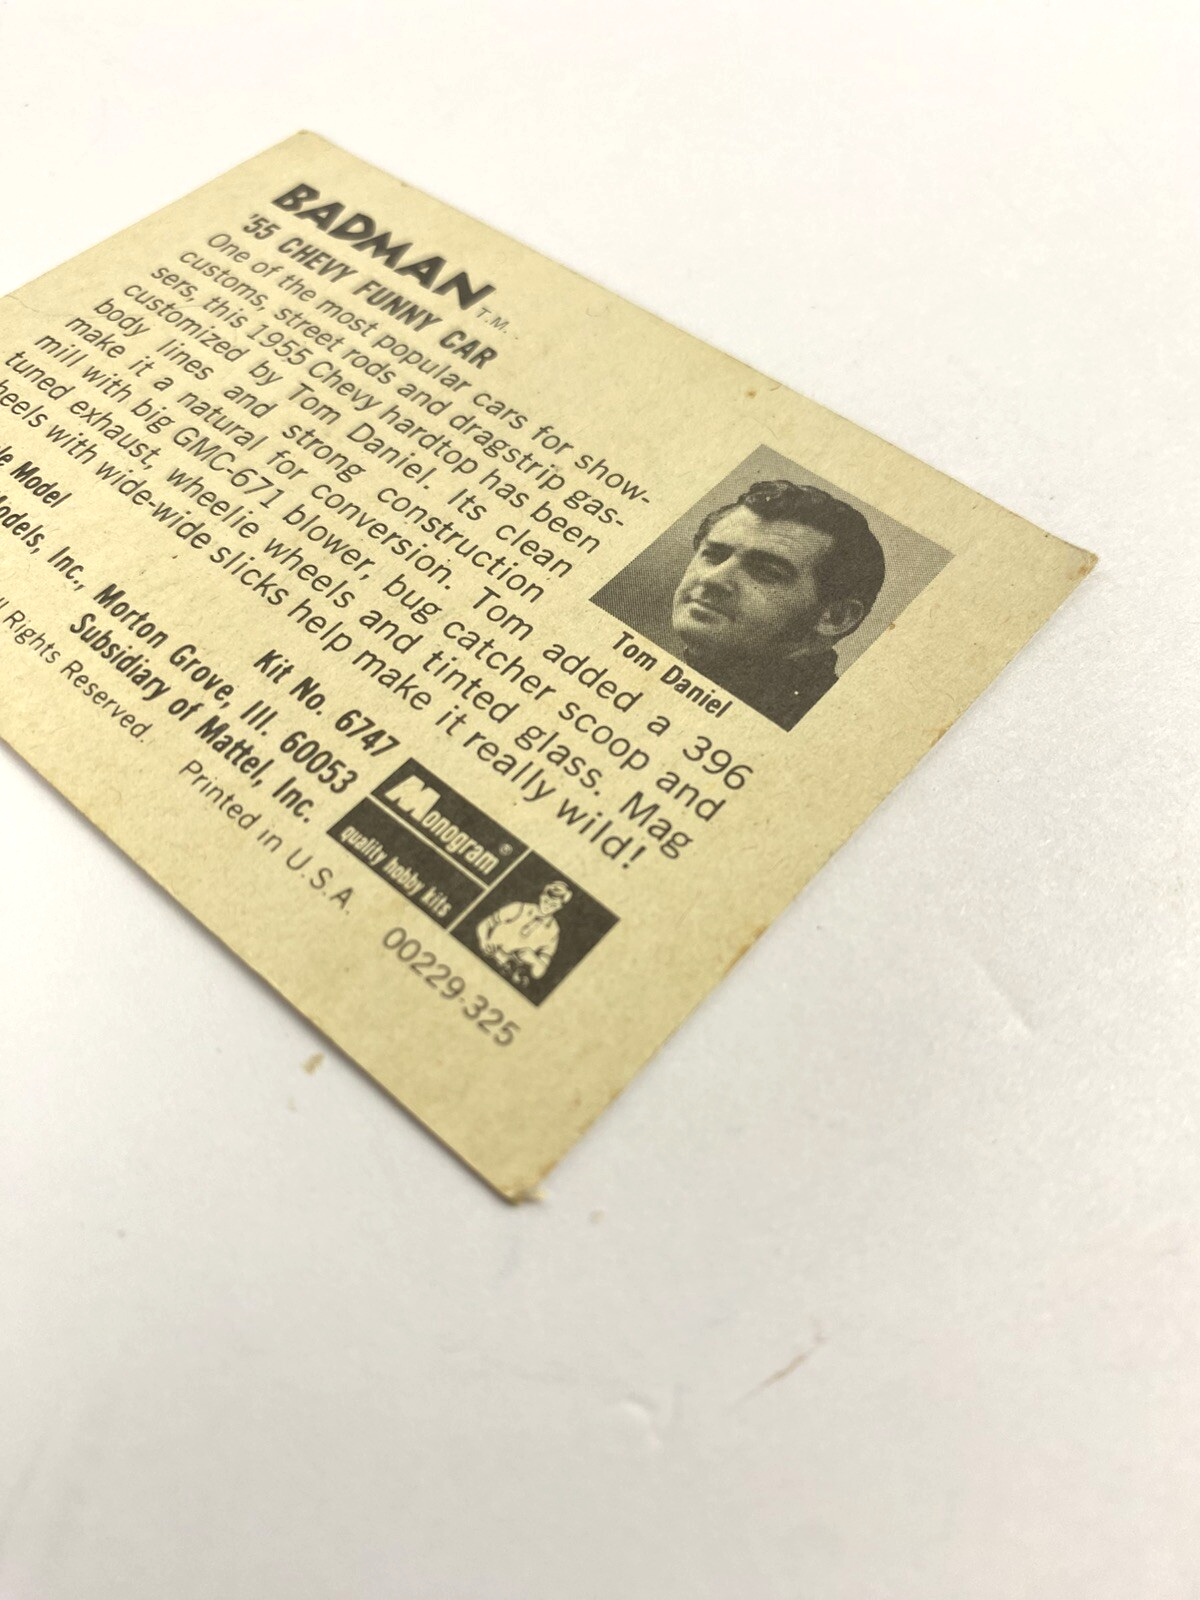 BADMAN T.M.
'55 CHEVY FUNNY CAR
One of the most popular cars for show-
customs, street rods and dragstrip gas-
sers, this 1955 Chevy hardtop has been
customized by Tom Daniel. Its clean
body lines and strong construction
make it a natural for conversion. Tom added a 396
mill with big GMC-671 blower, bug catcher scoop and
tuned exhaust, wheelie wheels and tinted glass. Mag
heels with wide-wide slicks help make it really wild!
Tom Daniel
le Model
Kit No. 6747
odels, Inc., Morton Grove, Ill. 60053
Subsidiary of Mattel, Inc.
Rights Reserved.
Printed in U.S.A.
Monogram®
quality hobby kits
00229-325